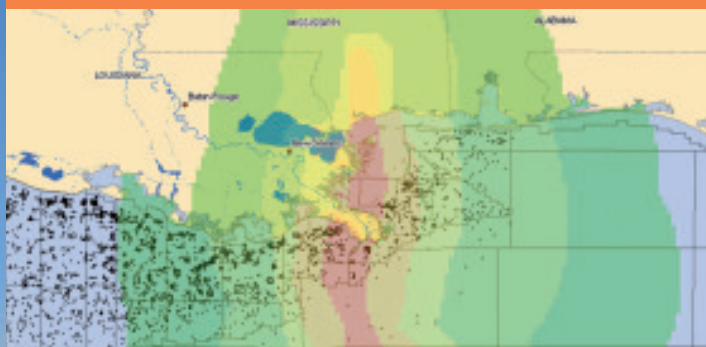 MISSISSIPPI
ALABAMA
LOUISIANA
Baton Rouge
New Orleans